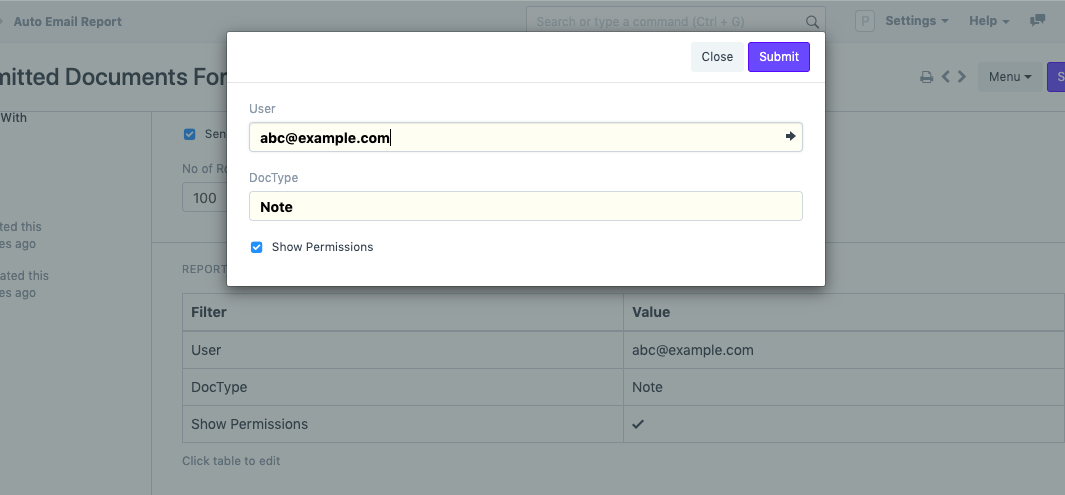 Auto Email Report
Search or type a command (Ctrl + G)
P
Settings
Help
mitted Documents For
Menu
S
Close
Submit
User
abc@example.com
DocType
Note
Show Permissions
With
Sen
No of R
100
ted this
es ago
ated this
es ago
REPORT
Filter Value
User abc@example.com
DocType Note
Show Permissions
Click table to edit